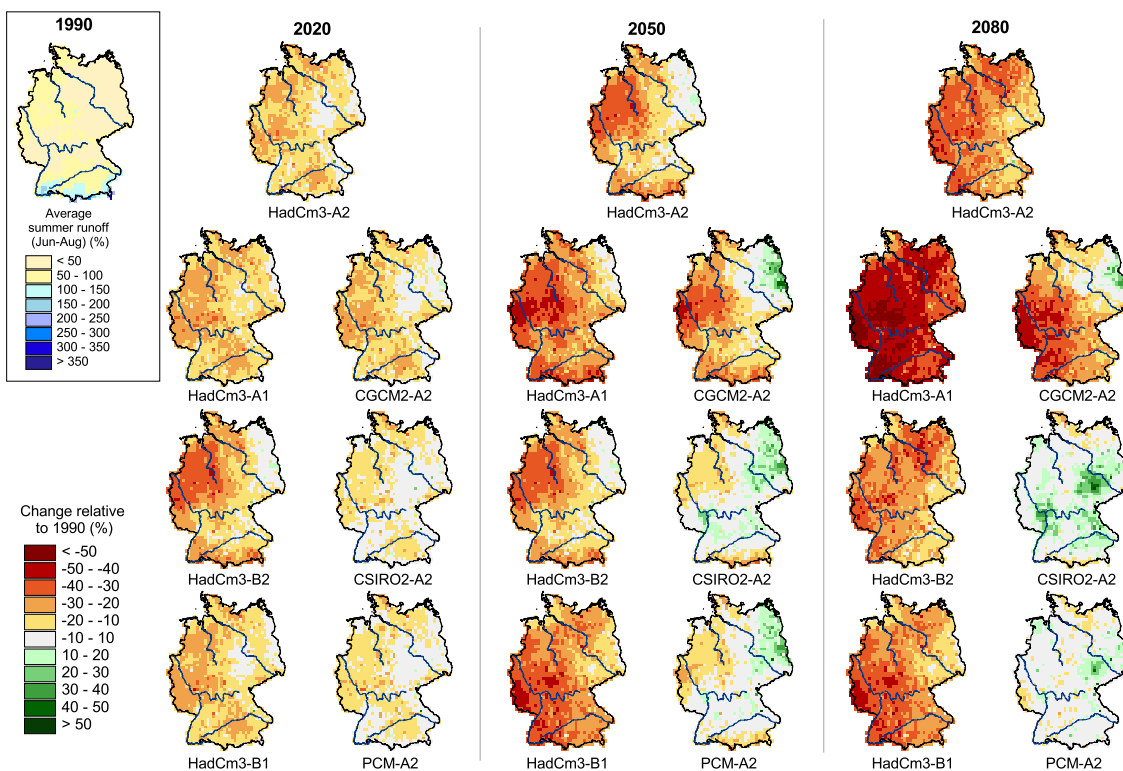 1990
2020
2050
2080
Average
summer runoff
(Jun-Aug) (%)
< 50
50 - 100
100 - 150
150 - 200
200 - 250
250 - 300
300 - 350
> 350
HadCm3-A2
HadCm3-A2
HadCm3-A2
HadCm3-A1
CGCM2-A2
HadCm3-A1
CGCM2-A2
HadCm3-A1
CGCM2-A2
HadCm3-B2
CSIRO2-A2
HadCm3-B2
CSIRO2-A2
HadCm3-B2
CSIRO2-A2
Change relative
to 1990 (%)
< -50
-50 - -40
-40 - -30
-30 - -20
-20 - -10
-10 - 10
10 - 20
20 - 30
30 - 40
40 - 50
> 50
HadCm3-B1
PCM-A2
HadCm3-B1
PCM-A2
HadCm3-B1
PCM-A2